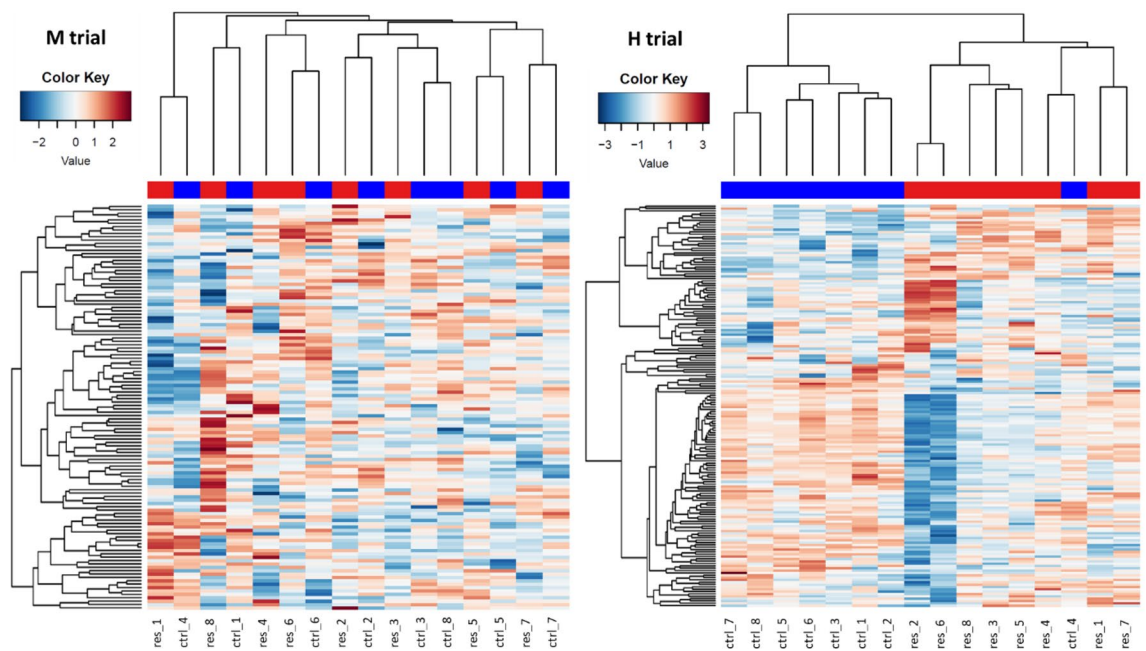 M trial
Color Key
−2 0 1 2
Value
res_1 ctrl_4 res_8 ctrl_1 res_4 res_6 ctrl_6 res_2 ctrl_2 res_3 ctrl_3 ctrl_8 res_5 ctrl_5 res_7 ctrl_7
H trial
Color Key
−3 −1 1 3
Value
ctrl_7 ctrl_8 ctrl_5 ctrl_6 ctrl_3 ctrl_1 ctrl_2 res_2 res_6 res_8 res_3 res_5 res_4 ctrl_4 res_1 res_7